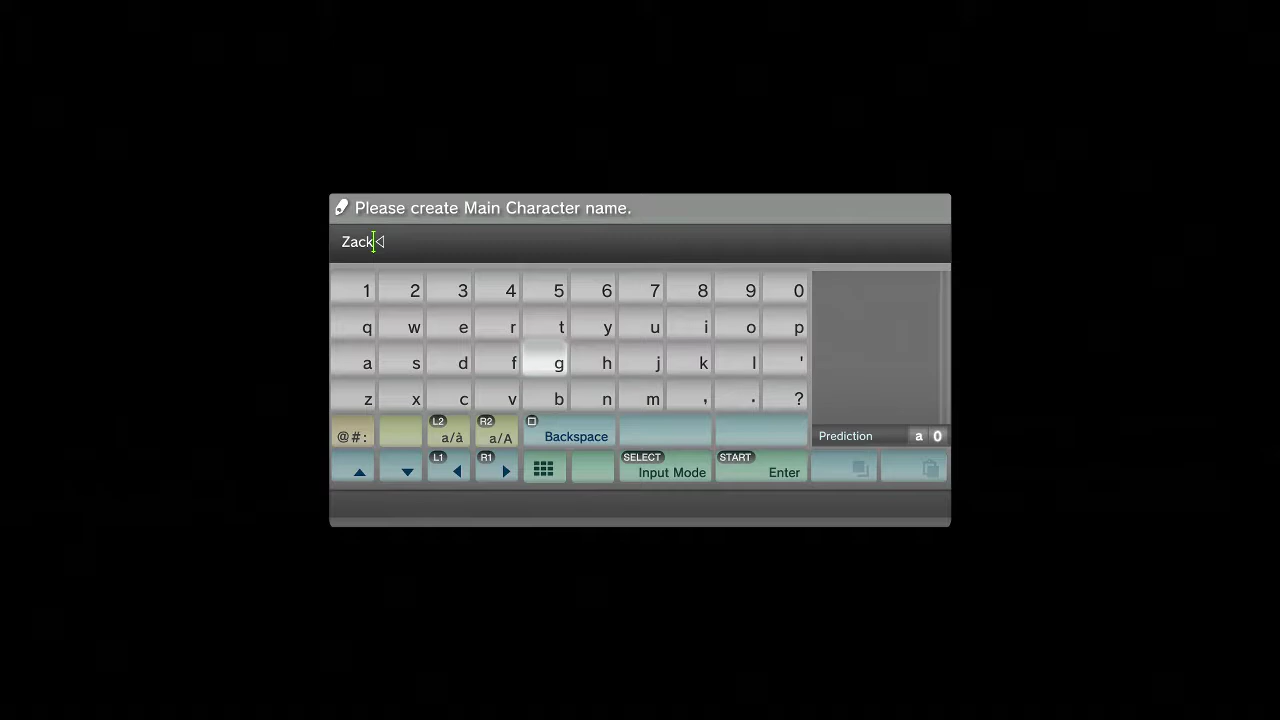 Please create Main Character name.
Zack
1 2 3 4 5 6 7 8 9 0
q w e r t y u i o p
a s d f g h j k l '
z x c v b n m , . ?
@#: L2 a/à R2 a/A Backspace Prediction a 0
L1 R1 SELECT Input Mode START Enter